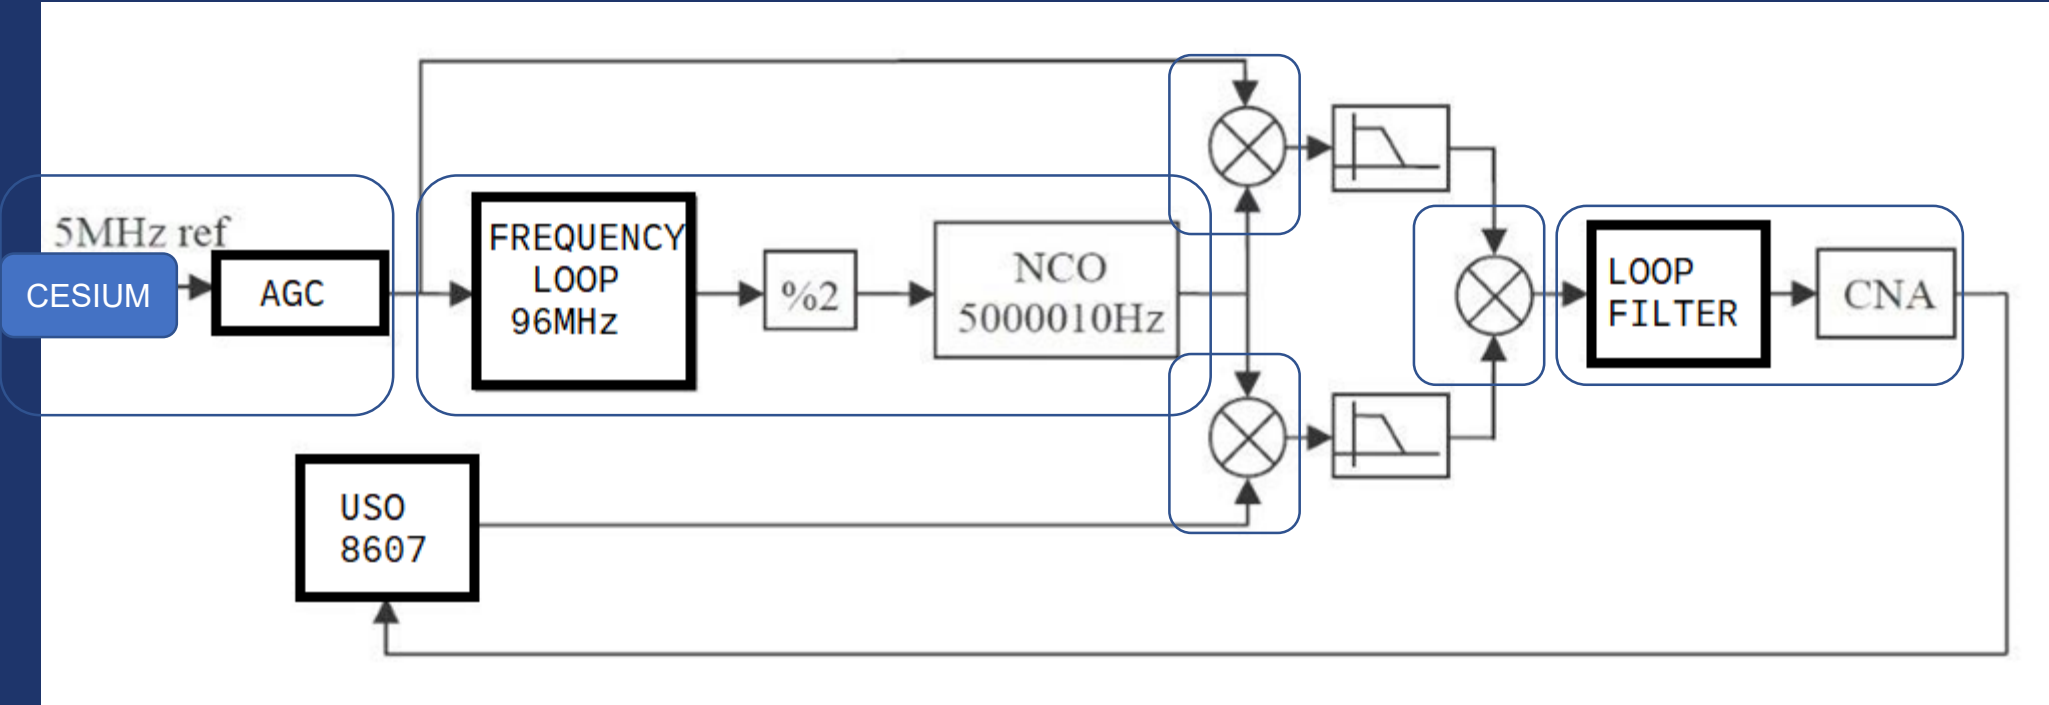 5MHz ref
CESIUM
AGC
FREQUENCY
LOOP
96MHz
%2
NCO
5000010Hz
LOOP
FILTER
CNA
USO
8607